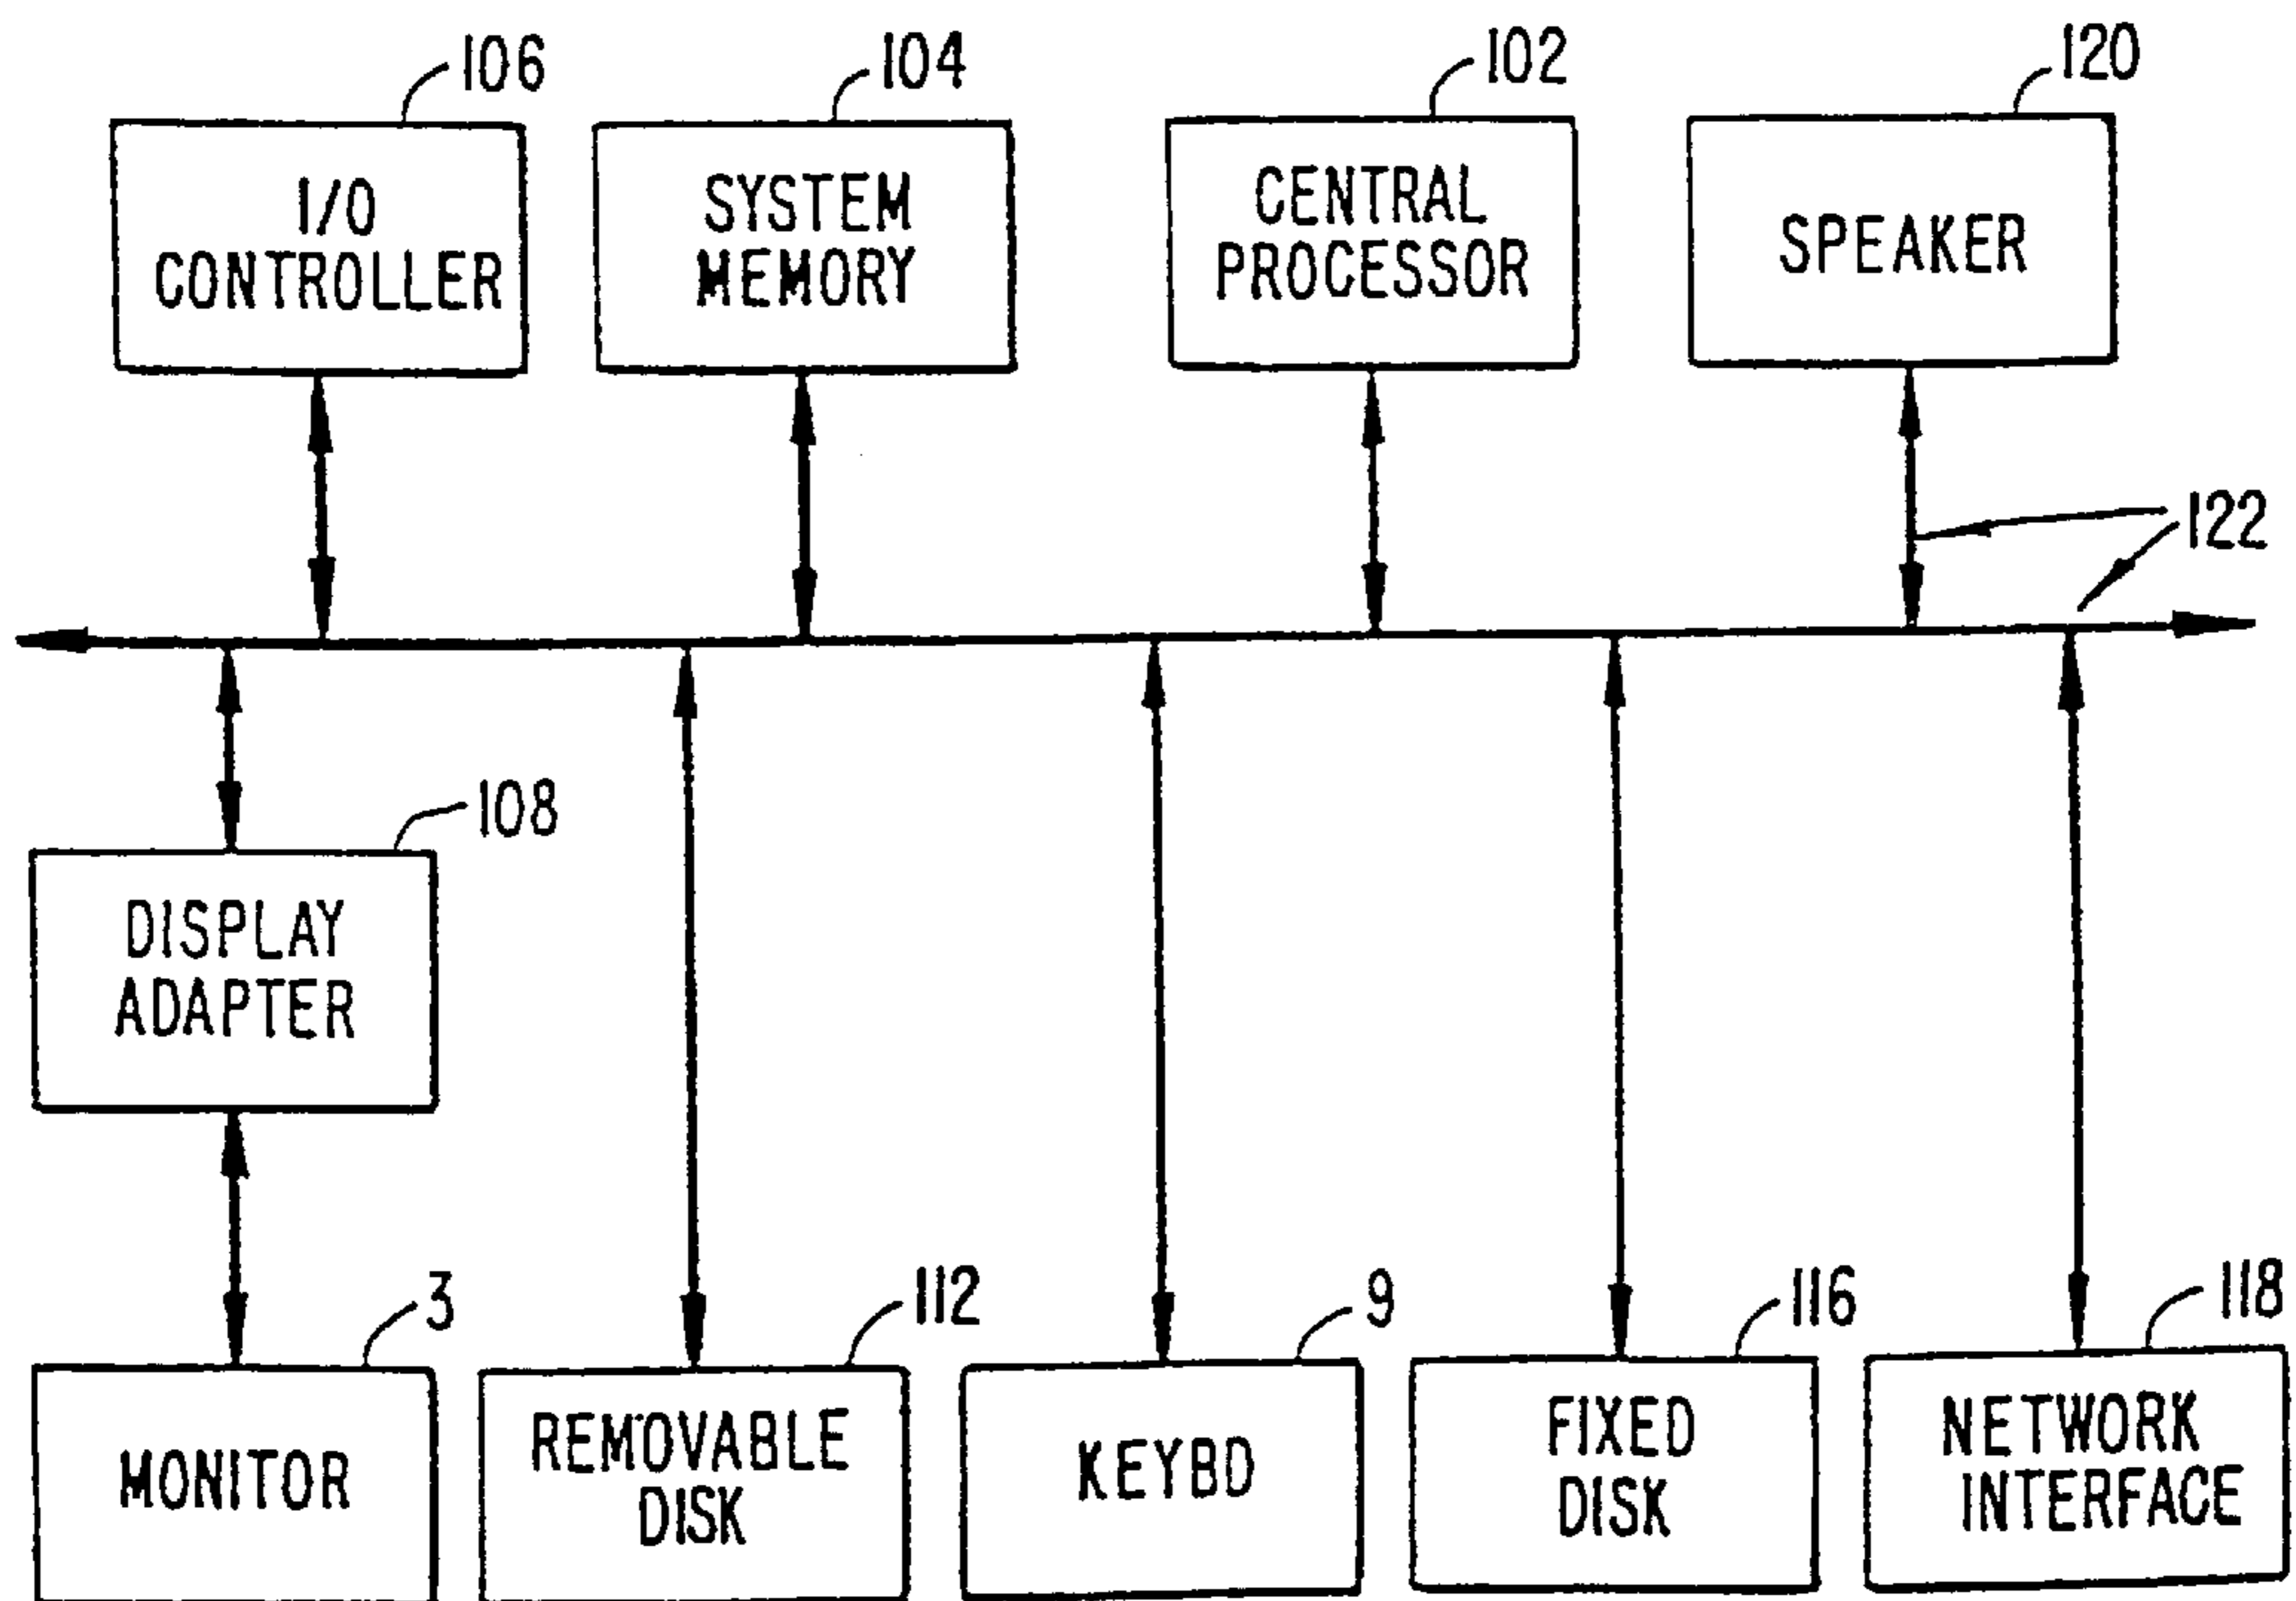 106
104
102
120
I/O
CONTROLLER
SYSTEM
MEMORY
CENTRAL
PROCESSOR
SPEAKER
122
108
DISPLAY
ADAPTER
3
112
9
116
118
MONITOR
REMOVABLE
DISK
KEYBD
FIXED
DISK
NETWORK
INTERFACE